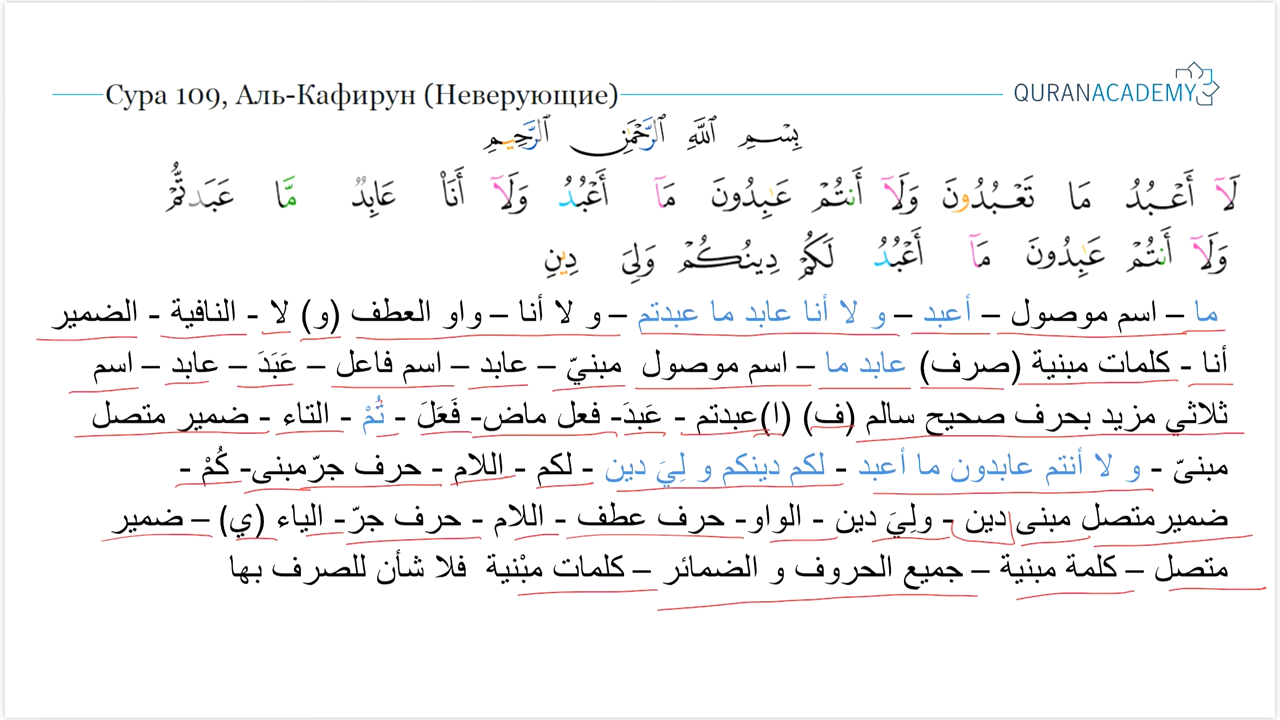 Сура 109, Аль-Кафирун (Неверующие)
QURANACADEMY
بِسْمِ ٱللَّهِ ٱلرَّحْمَٰنِ ٱلرَّحِيمِ
لَآ أَعْبُدُ مَا تَعْبُدُونَ وَلَآ أَنتُمْ عَٰبِدُونَ مَآ أَعْبُدُ وَلَآ أَنَا۠ عَابِدٌ مَّا عَبَدتُّمْ
وَلَآ أَنتُمْ عَٰبِدُونَ مَآ أَعْبُدُ لَكُمْ دِينُكُمْ وَلِىَ دِينِ
ما – اسم موصول – أعبد – و لا أنا عابد ما عبدتم – و لا أنا – واو العطف (و) لا - النافية - الضمير
أنا - كلمات مبنية (صرف) عابد ما – اسم موصول مبنيّ – عابد – اسم فاعل – عَبَدَ – عابد – اسم
ثلاثي مزيد بحرف صحيح سالم (ف) (ا)عبدتم - عَبدَ- فعل ماض- فَعَلَ - تُمْ - التاء - ضمير متصل
مبنىّ - و لا أنتم عابدون ما أعبد - لكم دينكم و لِيَ دين - لكم - اللام - حرف جرّمبنى- كُمْ -
ضميرمتصل مبنى دين - ولِيَ دين - الواو- حرف عطف - اللام - حرف جرّ- الياء (ي) – ضمير
متصل – كلمة مبنية – جميع الحروف و الضمائر – كلمات مبْنية فلا شأن للصرف بها